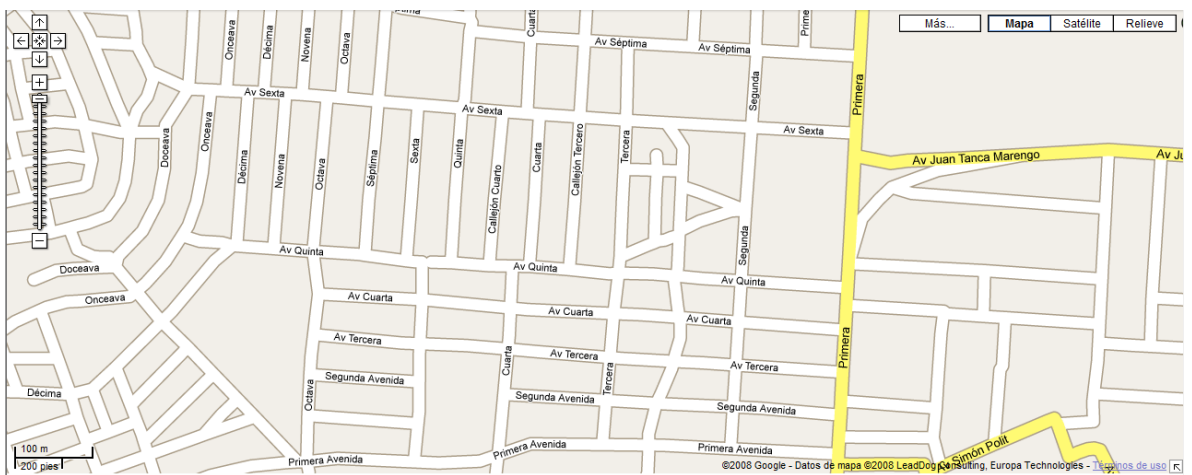 Más...
Mapa
Satélite
Relieve
Cuarta
Av Séptima
Av Séptima
Prime
Onceava
Décima
Novena
Octava
Segunda
Primera
Av Sexta
Av Sexta
Av Sexta
Doceava
Onceava
Décima
Novena
Octava
Séptima
Sexta
Quinta
Callejón Cuarto
Cuarta
Callejón Tercero
Tercera
Av Juan Tanca Marengo
Av Ju
Segunda
Av Quinta
Av Quinta
Av Quinta
Doceava
Onceava
Av Cuarta
Av Cuarta
Av Cuarta
Av Tercera
Av Tercera
Av Tercera
Primera
Cuarta
Tercera
Octava
Segunda Avenida
Segunda Avenida
Segunda Avenida
Décima
Primera Avenida
Primera Avenida
Primera Avenida
Av Simón Polit
100 m
200 pies
©2008 Google - Datos de mapa ©2008 LeadDog Consulting, Europa Technologies - Términos de uso